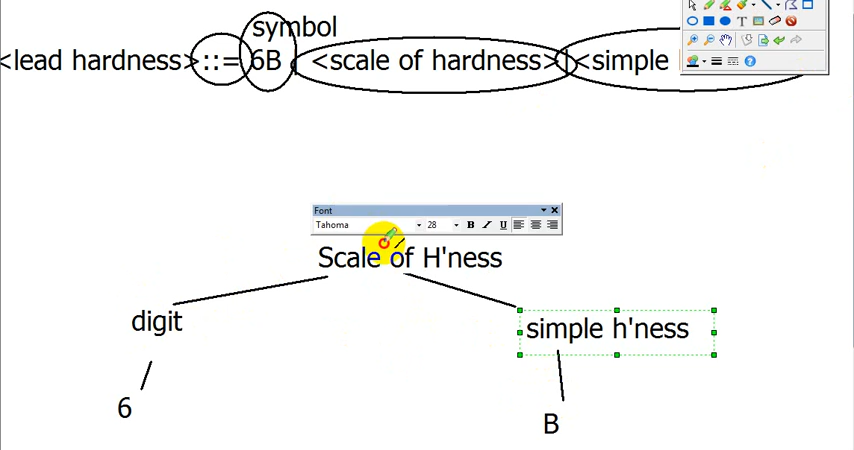 symbol
<lead hardness>::= 6B | <scale of hardness>|<simple
Font
Tahoma 28 B I U
Scale of H'ness
digit
simple h'ness
6
B